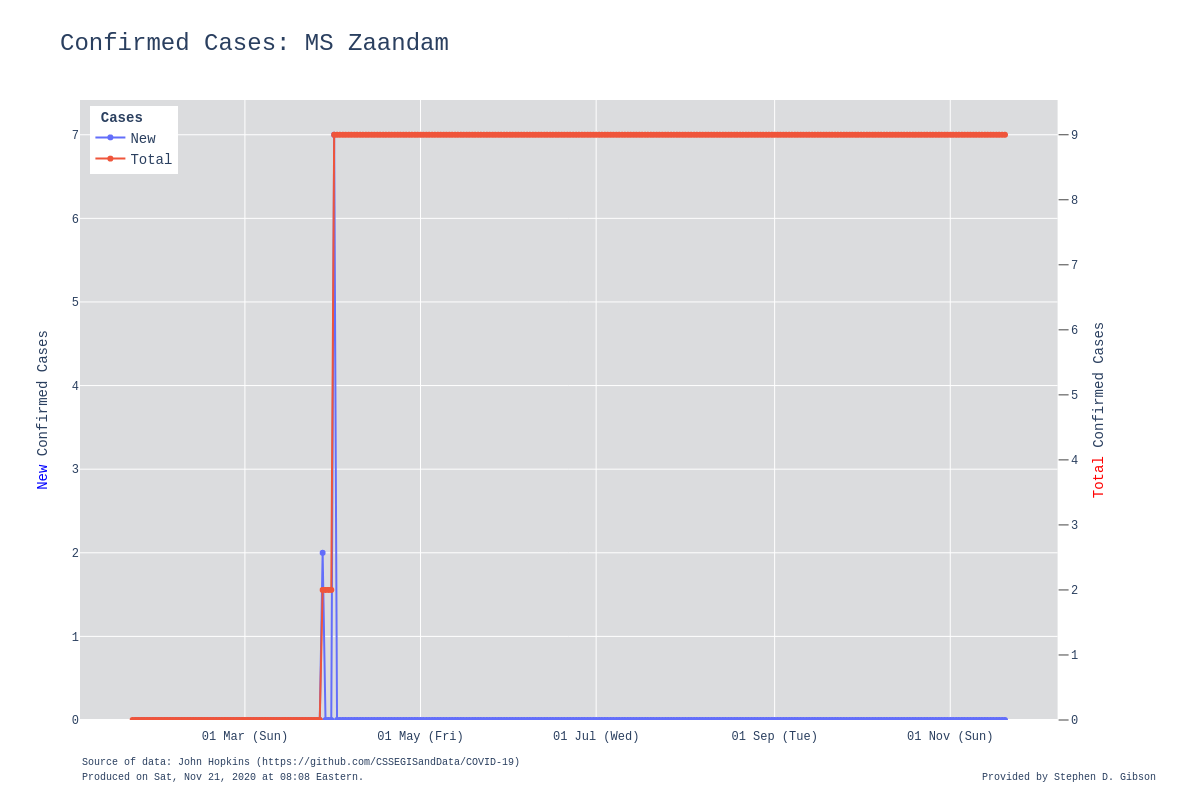 Confirmed Cases: MS Zaandam
Cases
New
Total
7
6
5
4
3
2
1
0
New Confirmed Cases
9
8
7
6
5
4
3
2
1
0
Total Confirmed Cases
01 Mar (Sun)
01 May (Fri)
01 Jul (Wed)
01 Sep (Tue)
01 Nov (Sun)
Source of data: John Hopkins (https://github.com/CSSEGISandData/COVID-19)
Produced on Sat, Nov 21, 2020 at 08:08 Eastern.
Provided by Stephen D. Gibson